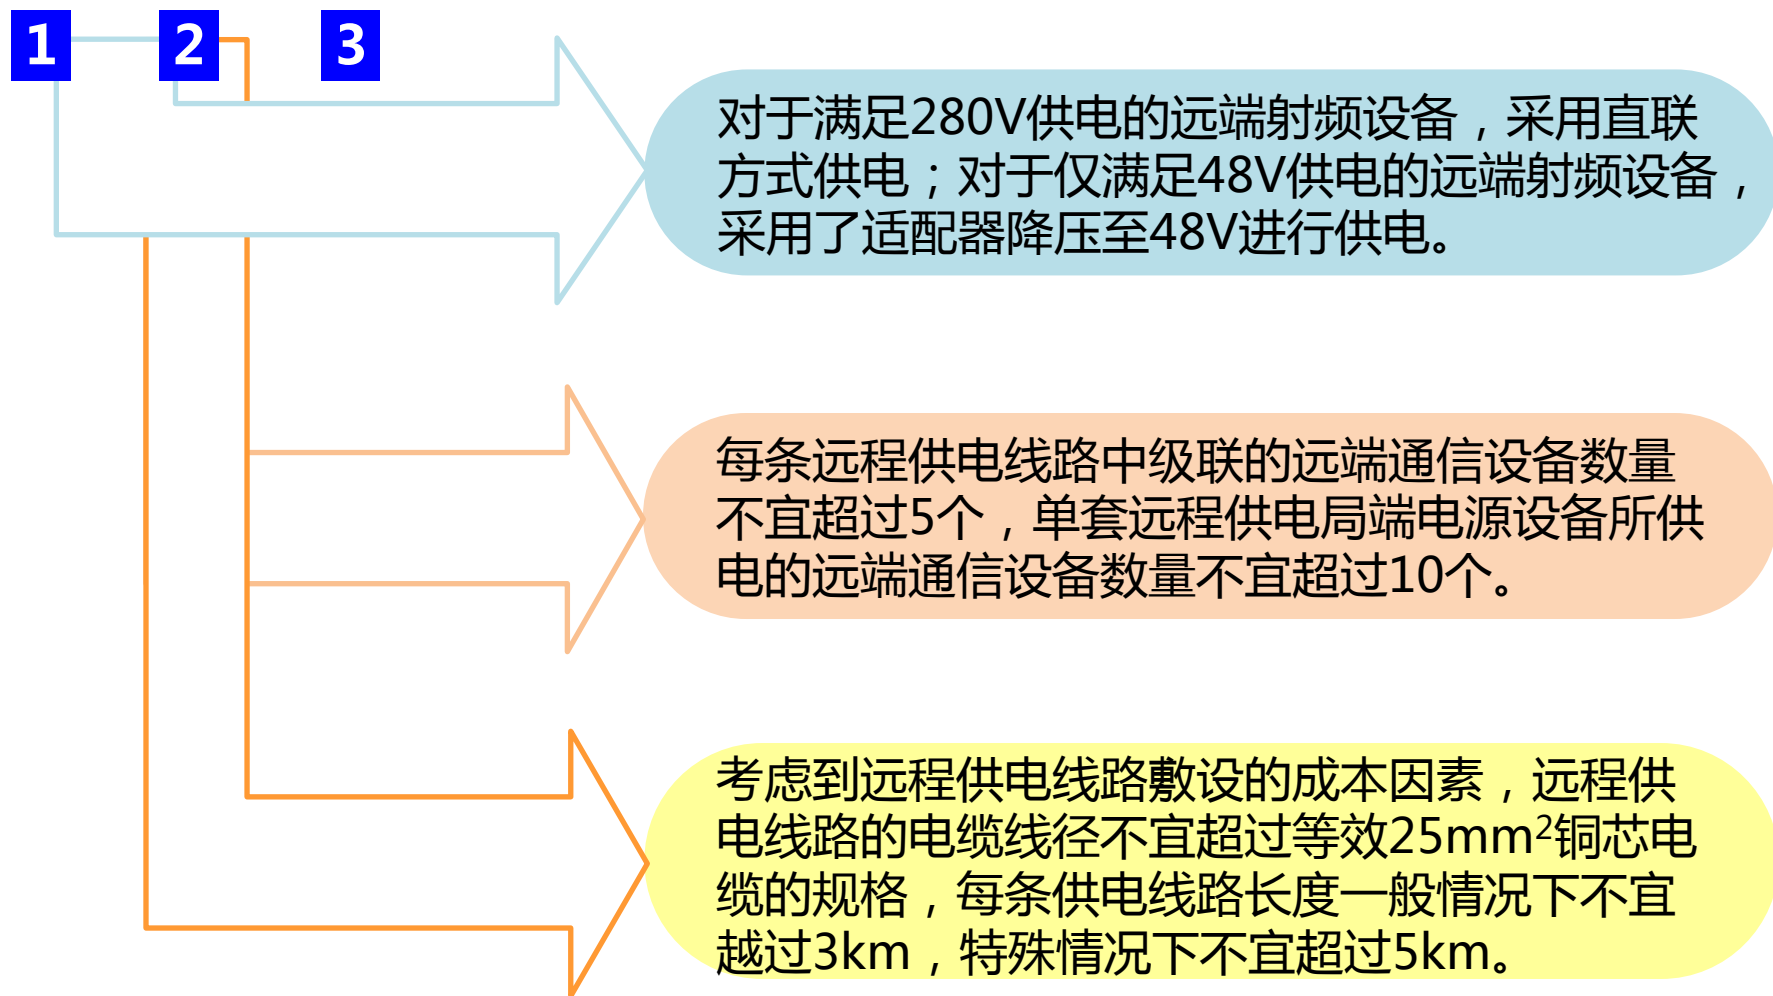 1 2 3
对于满足280V供电的远端射频设备，采用直联
方式供电；对于仅满足48V供电的远端射频设备，
采用了适配器降压至48V进行供电。
每条远程供电线路中级联的远端通信设备数量
不宜超过5个，单套远程供电局端电源设备所供
电的远端通信设备数量不宜超过10个。
考虑到远程供电线路敷设的成本因素，远程供
电线路的电缆线径不宜超过等效25mm²铜芯电
缆的规格，每条供电线路长度一般情况下不宜
越过3km，特殊情况下不宜超过5km。